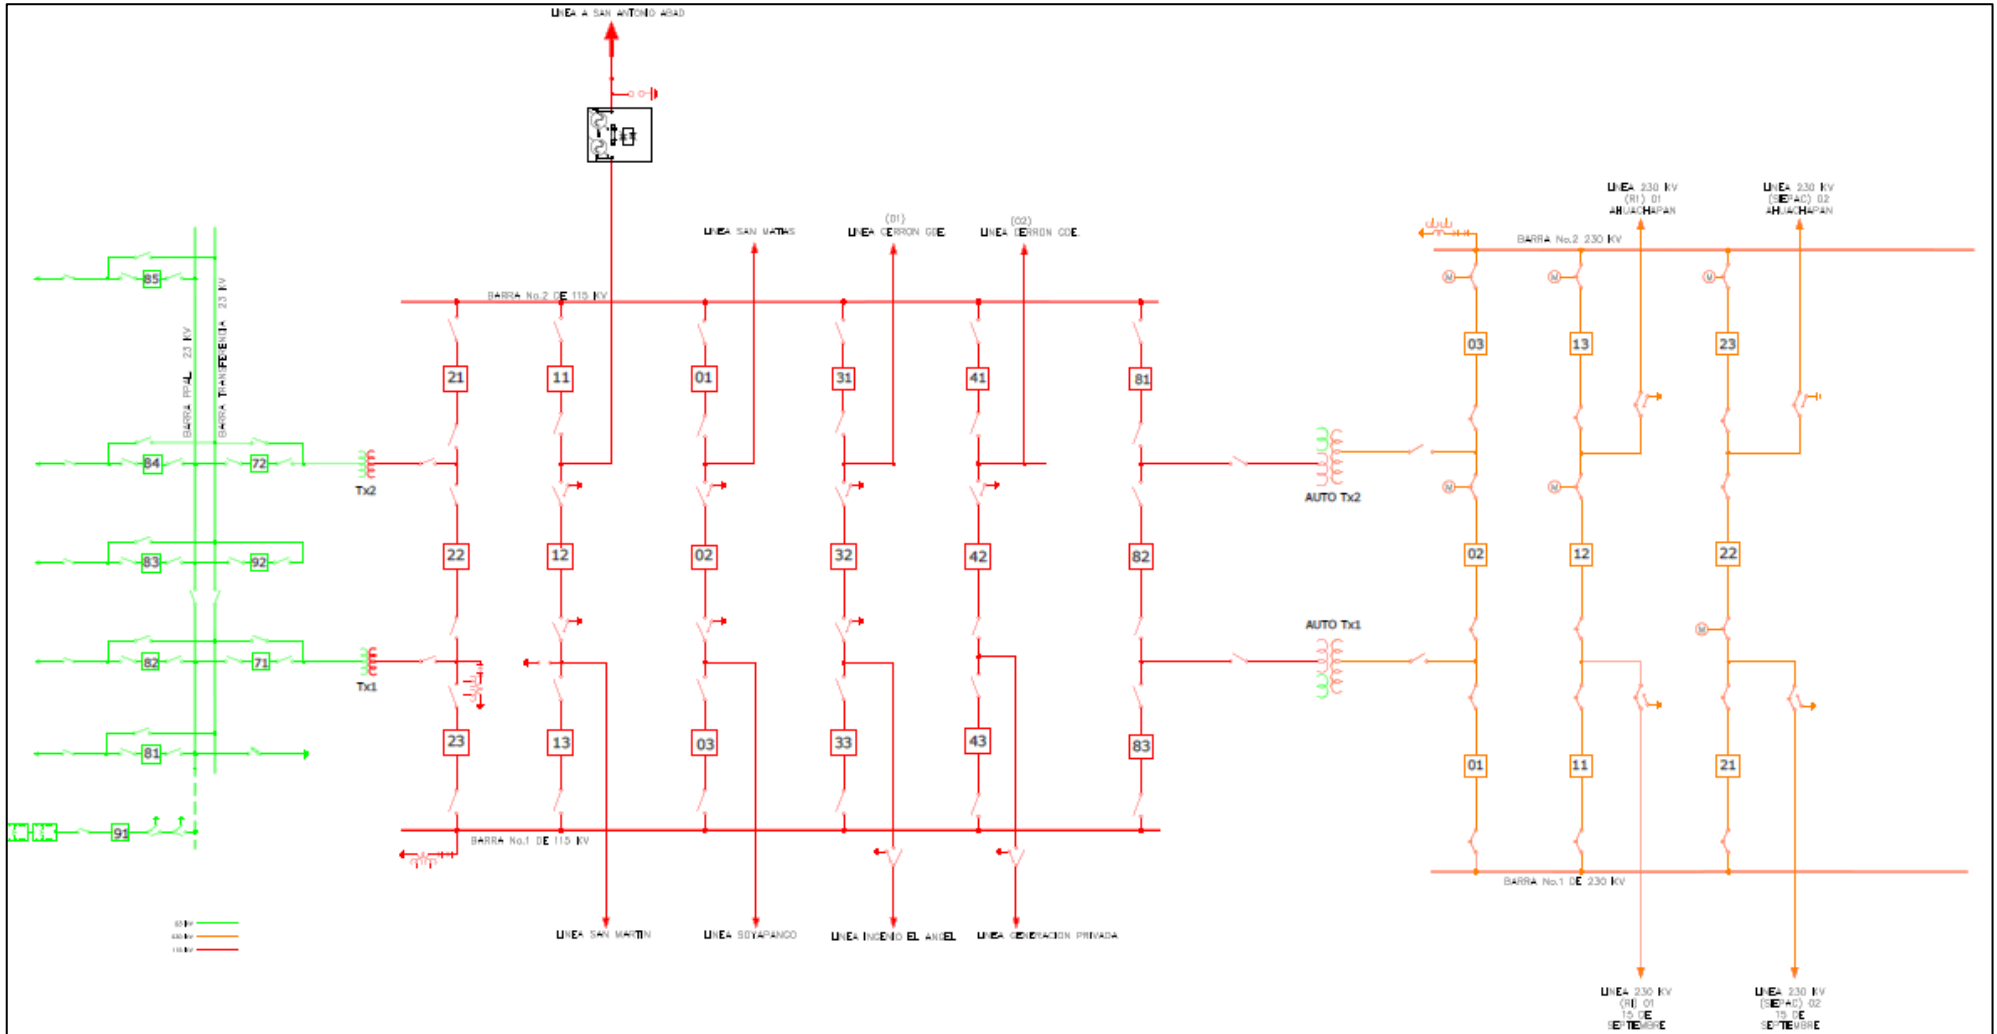 LINEA A SAN ANTONIO ABAD
LINEA SAN MATIAS
(01)
LINEA CERRON GDE.
(02)
LINEA CERRON GDE.
LINEA 230 KV
(RI) 01
AHUACHAPAN
LINEA 230 KV
(SIEPAC) 02
AHUACHAPAN
BARRA No.2 230 KV
BARRA No.2 DE 115 KV
BARRA PPAL. 23 KV
BARRA TRANSFERENCIA 23 KV
85
84
72
83
92
82
71
81
91
Tx2
Tx1
21
11
01
31
41
81
22
12
02
32
42
82
23
13
03
33
43
83
AUTO Tx2
AUTO Tx1
M
M
M
03
13
23
M
M
02
12
22
M
01
11
21
BARRA No.1 DE 115 KV
BARRA No.1 DE 230 KV
LINEA SAN MARTIN
LINEA SOYAPANGO
LINEA INGENIO EL ANGEL
LINEA GENERACION PRIVADA
LINEA 230 KV
(RI) 01
15 DE
SEPTIEMBRE
LINEA 230 KV
(SIEPAC) 02
15 DE
SEPTIEMBRE
115 KV